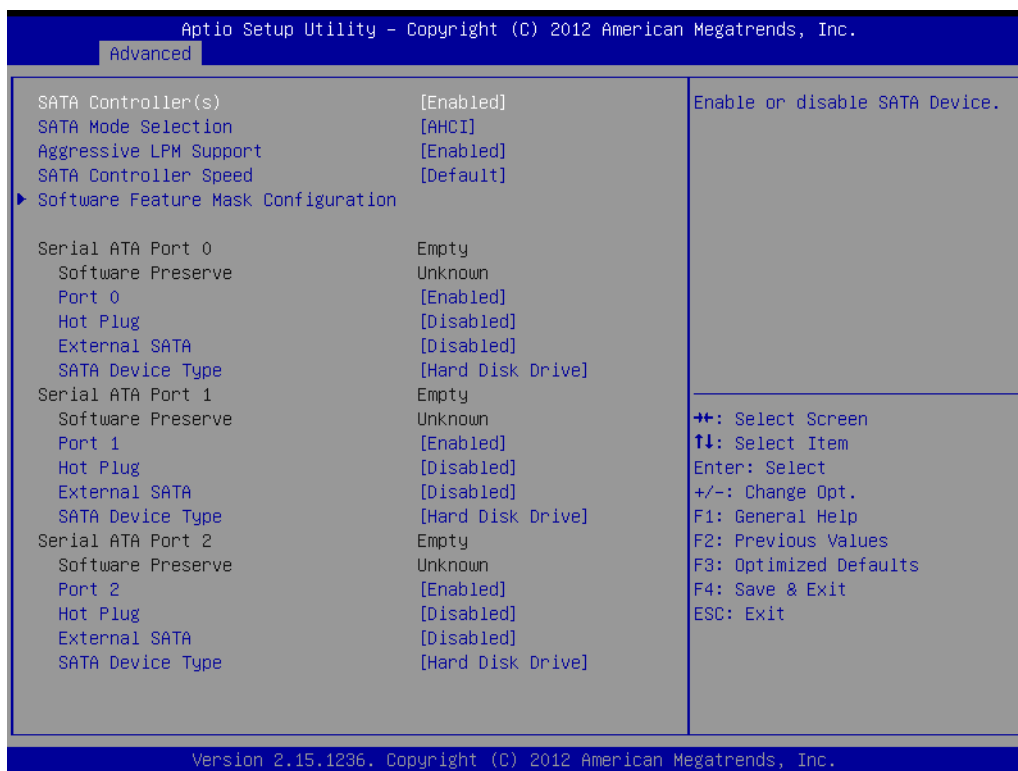 Aptio Setup Utility – Copyright (C) 2012 American Megatrends, Inc.
Advanced
SATA Controller(s) [Enabled]
SATA Mode Selection [AHCI]
Aggressive LPM Support [Enabled]
SATA Controller Speed [Default]
▶ Software Feature Mask Configuration
Serial ATA Port 0 Empty
Software Preserve Unknown
Port 0 [Enabled]
Hot Plug [Disabled]
External SATA [Disabled]
SATA Device Type [Hard Disk Drive]
Serial ATA Port 1 Empty
Software Preserve Unknown
Port 1 [Enabled]
Hot Plug [Disabled]
External SATA [Disabled]
SATA Device Type [Hard Disk Drive]
Serial ATA Port 2 Empty
Software Preserve Unknown
Port 2 [Enabled]
Hot Plug [Disabled]
External SATA [Disabled]
SATA Device Type [Hard Disk Drive]
Enable or disable SATA Device.
→←: Select Screen
↑↓: Select Item
Enter: Select
+/-: Change Opt.
F1: General Help
F2: Previous Values
F3: Optimized Defaults
F4: Save & Exit
ESC: Exit
Version 2.15.1236. Copyright (C) 2012 American Megatrends, Inc.